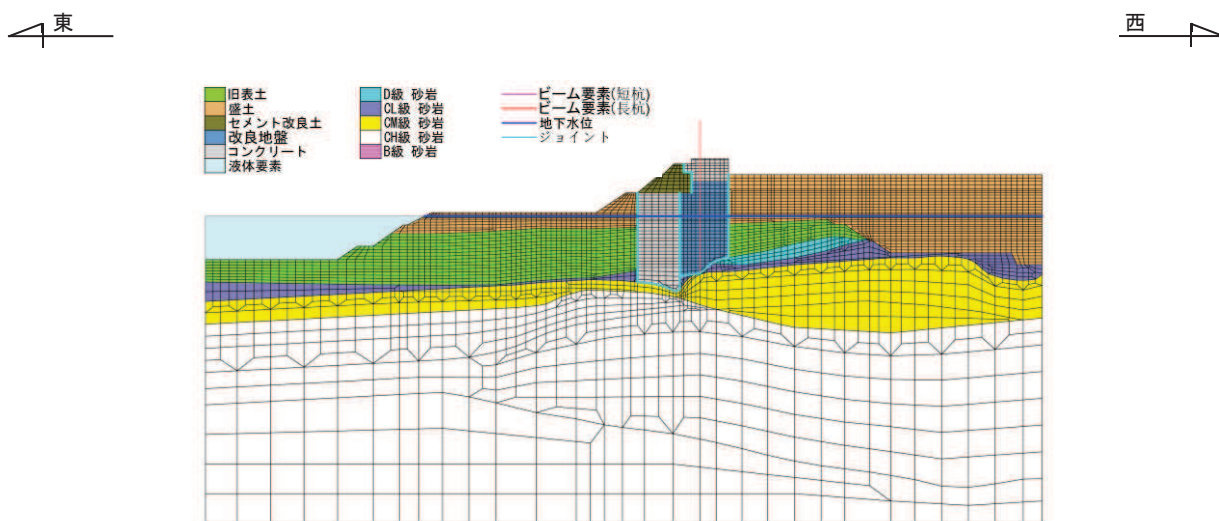 東
西
旧表土
盛土
セメント改良土
改良地盤
コンクリート
液体要素
D級 砂岩
CL級 砂岩
CM級 砂岩
CH級 砂岩
B級 砂岩
ビーム要素(短杭)
ビーム要素(長杭)
地下水位
ジョイント